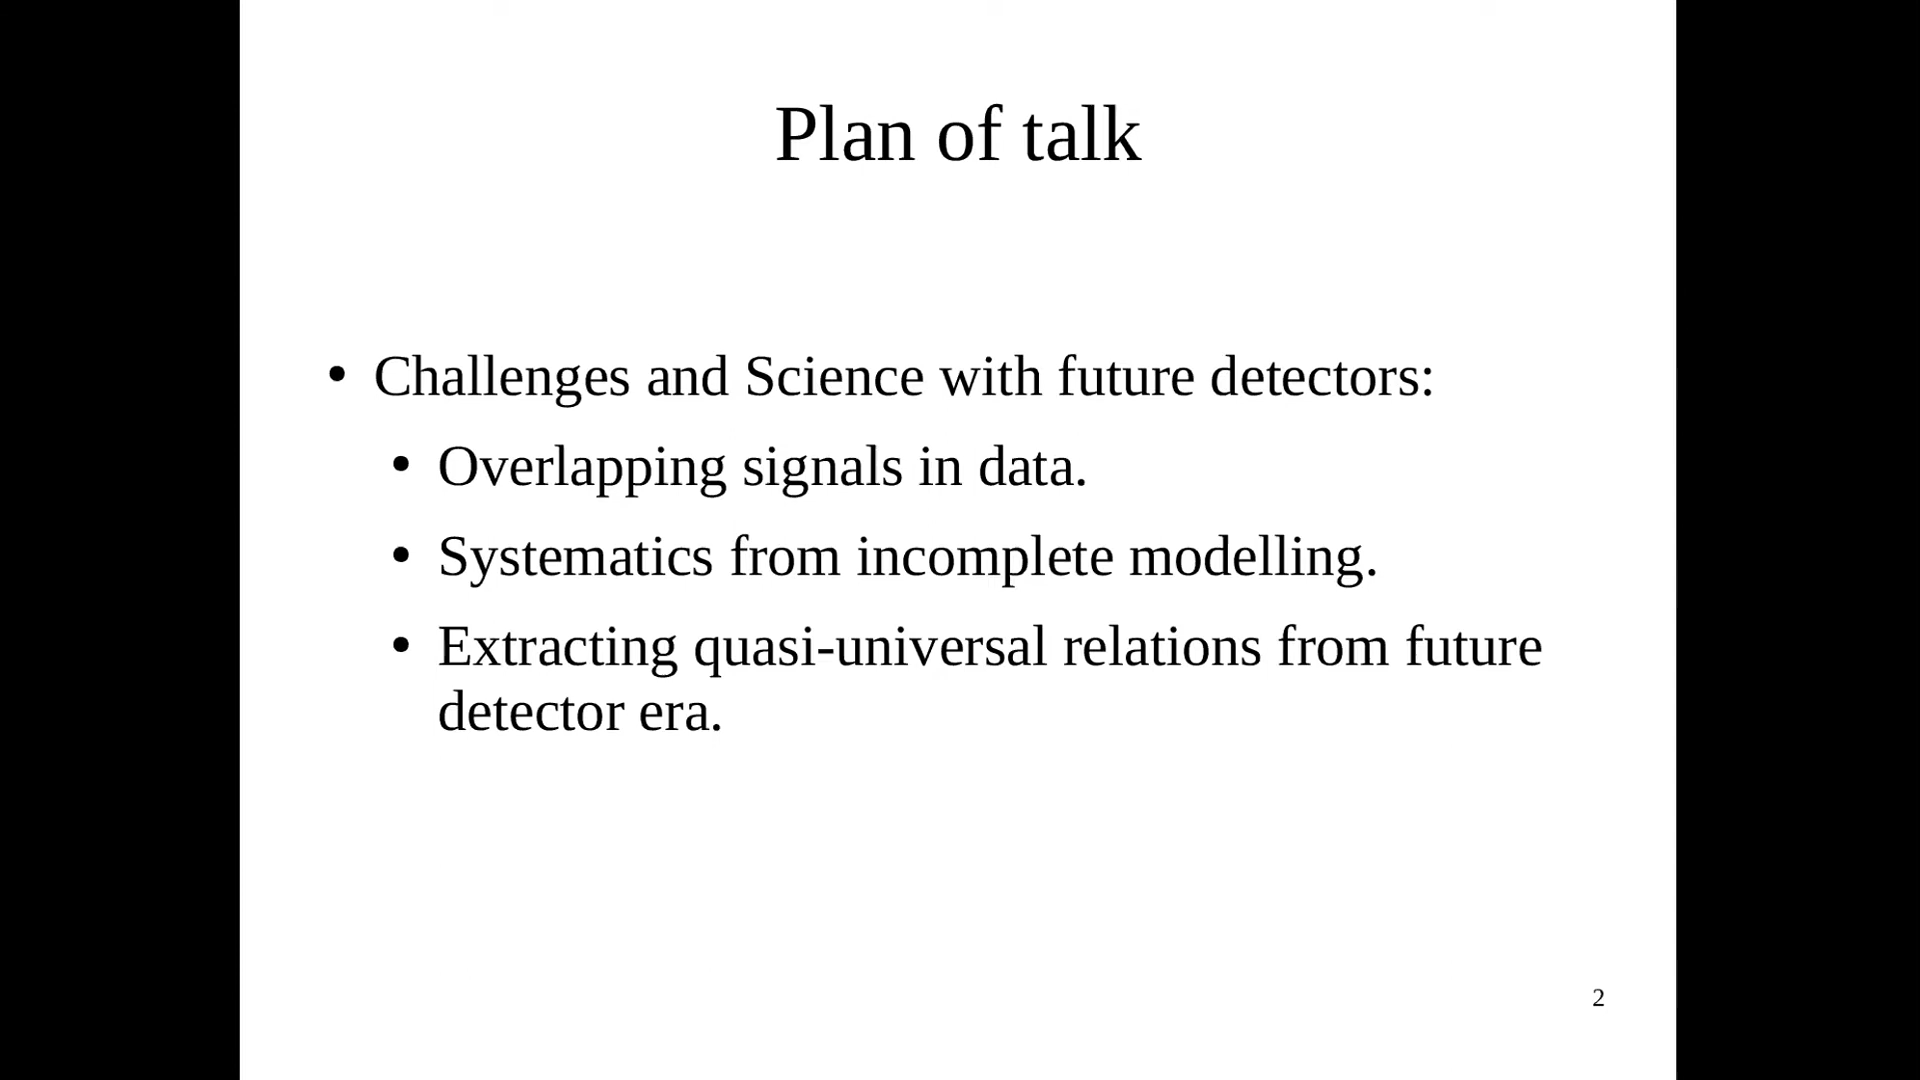 Plan of talk
• Challenges and Science with future detectors:
• Overlapping signals in data.
• Systematics from incomplete modelling.
• Extracting quasi-universal relations from future
detector era.
2